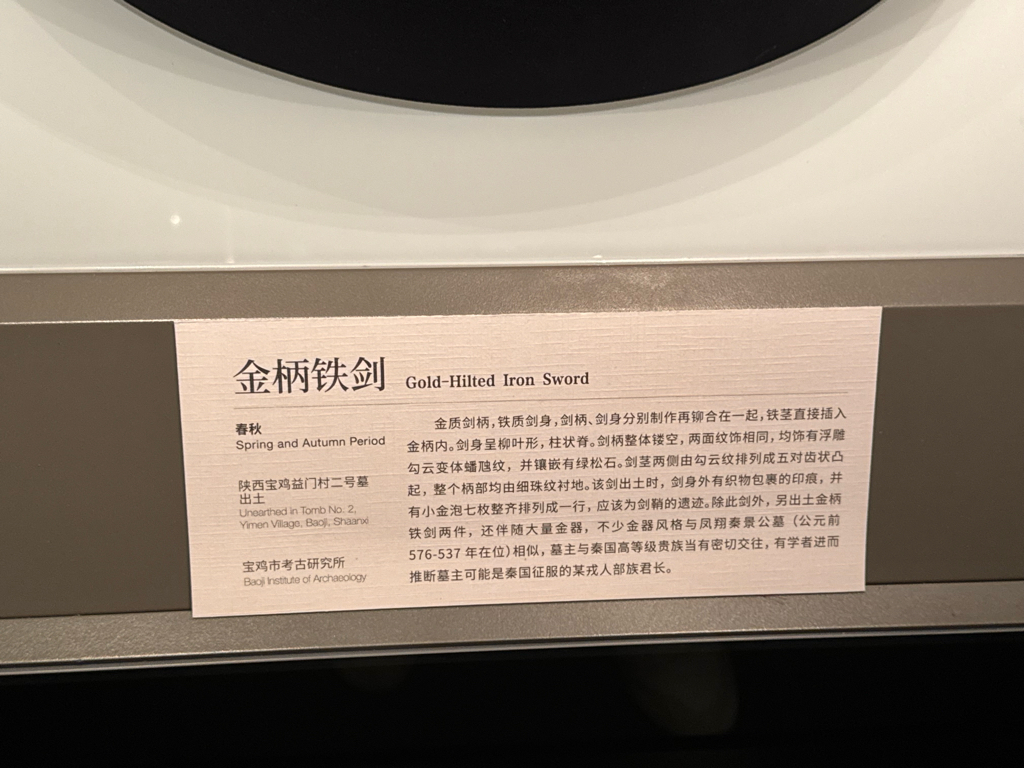 金柄铁剑 Gold-Hilted Iron Sword
春秋
Spring and Autumn Period
陕西宝鸡益门村二号墓
出土
Unearthed in Tomb No. 2,
Yimen Village, Baoji, Shaanxi
宝鸡市考古研究所
Baoji Institute of Archaeology
金质剑柄，铁质剑身，剑柄、剑身分别制作再铆合在一起，铁茎直接插入
金柄内。剑身呈柳叶形，柱状脊。剑柄整体镂空，两面纹饰相同，均饰有浮雕
勾云变体蟠虺纹，并镶嵌有绿松石。剑茎两侧由勾云纹排列成五对齿状凸
起，整个柄部均由细珠纹衬地。该剑出土时，剑身外有织物包裹的印痕，并
有小金泡七枚整齐排列成一行，应该为剑鞘的遗迹。除此剑外，另出土金柄
铁剑两件，还伴随大量金器，不少金器风格与凤翔秦景公墓（公元前
576-537 年在位）相似，墓主与秦国高等级贵族当有密切交往，有学者进而
推断墓主可能是秦国征服的某戎人部族君长。